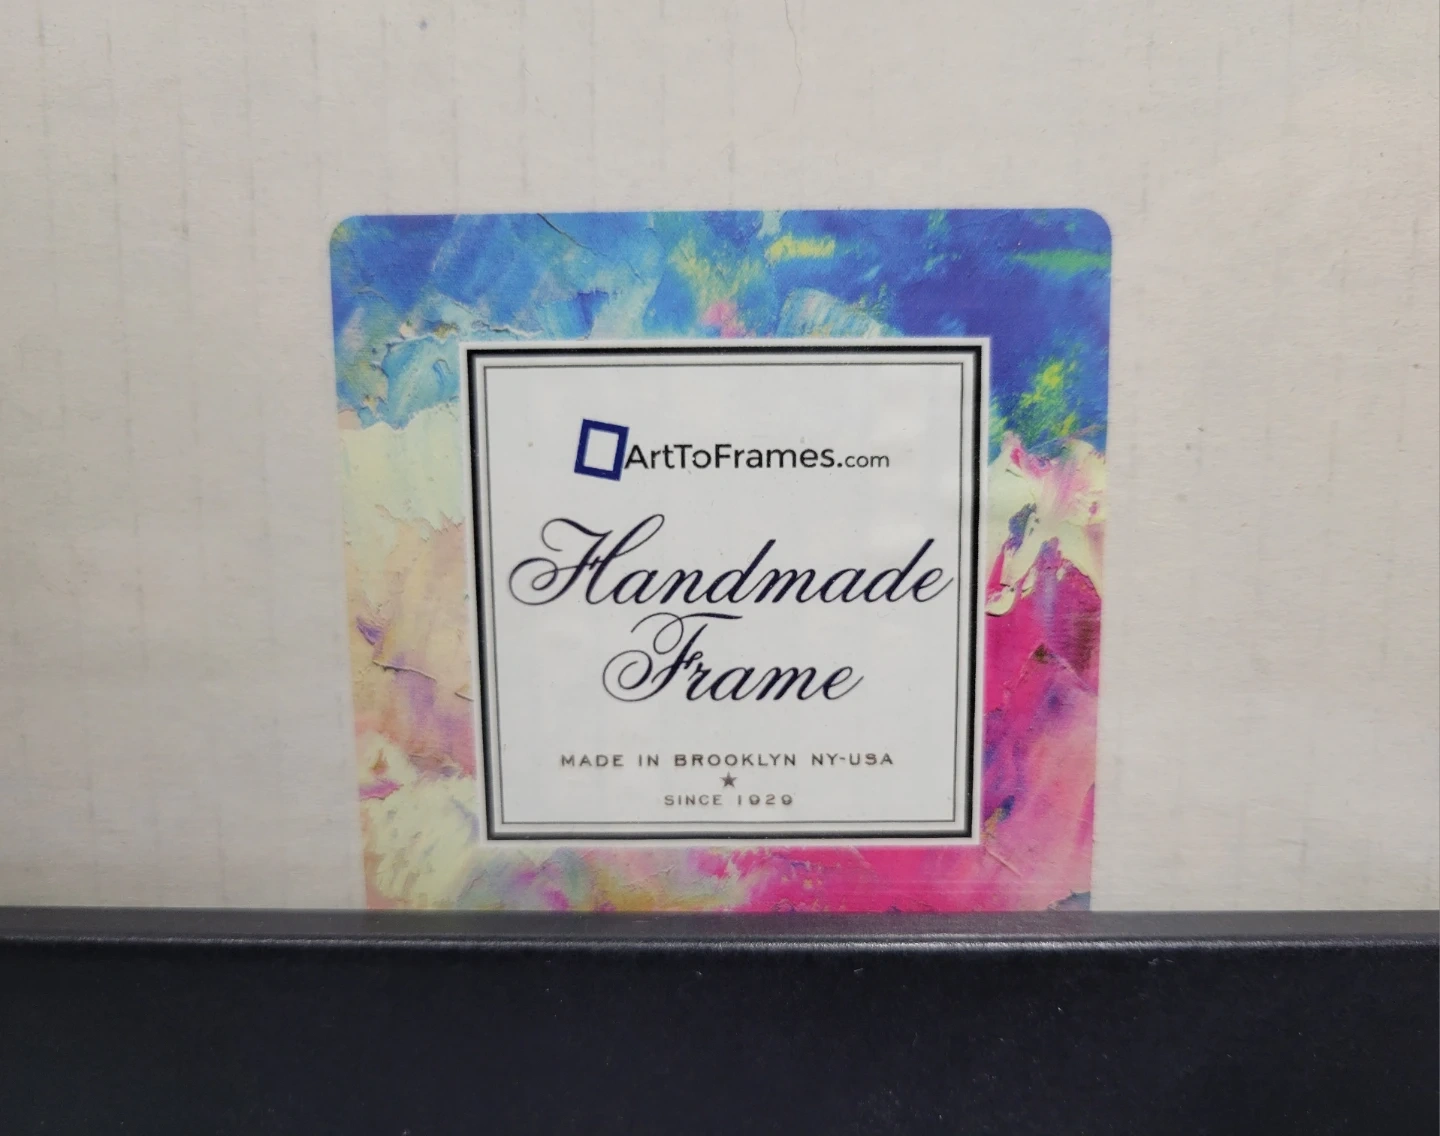 ArtToFrames.com
Handmade
Frame
MADE IN BROOKLYN NY-USA
SINCE 1929